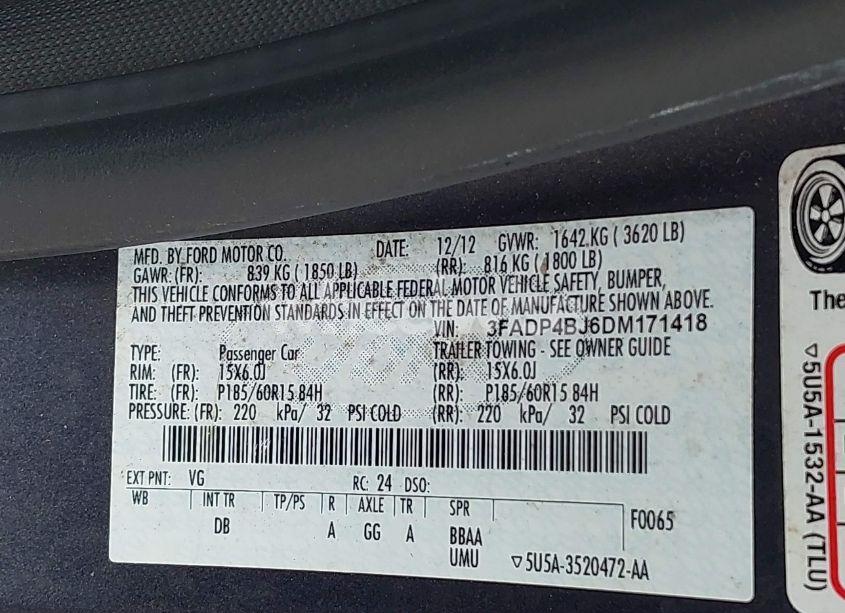 MFD. BY FORD MOTOR CO. DATE: 12/12 GVWR: 1642.KG ( 3620 LB)
GAWR: (FR): 839 KG ( 1850 LB) (RR): 816 KG ( 1800 LB)
THIS VEHICLE CONFORMS TO ALL APPLICABLE FEDERAL MOTOR VEHICLE SAFETY, BUMPER,
AND THEFT PREVENTION STANDARDS IN EFFECT ON THE DATE OF MANUFACTURE SHOWN ABOVE.
VIN: 3FADP4BJ6DM171418
TYPE: Passenger Car TRAILER TOWING - SEE OWNER GUIDE
RIM: (FR): 15X6.0J (RR): 15X6.0J
TIRE: (FR): P185/60R15 84H (RR): P185/60R15 84H
PRESSURE: (FR): 220 kPa/ 32 PSI COLD (RR): 220 kPa/ 32 PSI COLD
EXT PNT: VG RC: 24 DSO:
WB INT TR TP/PS R AXLE TR SPR
F0065
DB A GG A BBAA
UMU ▽5U5A-3520472-AA
The
▽5U5A-1532-AA (TLU)